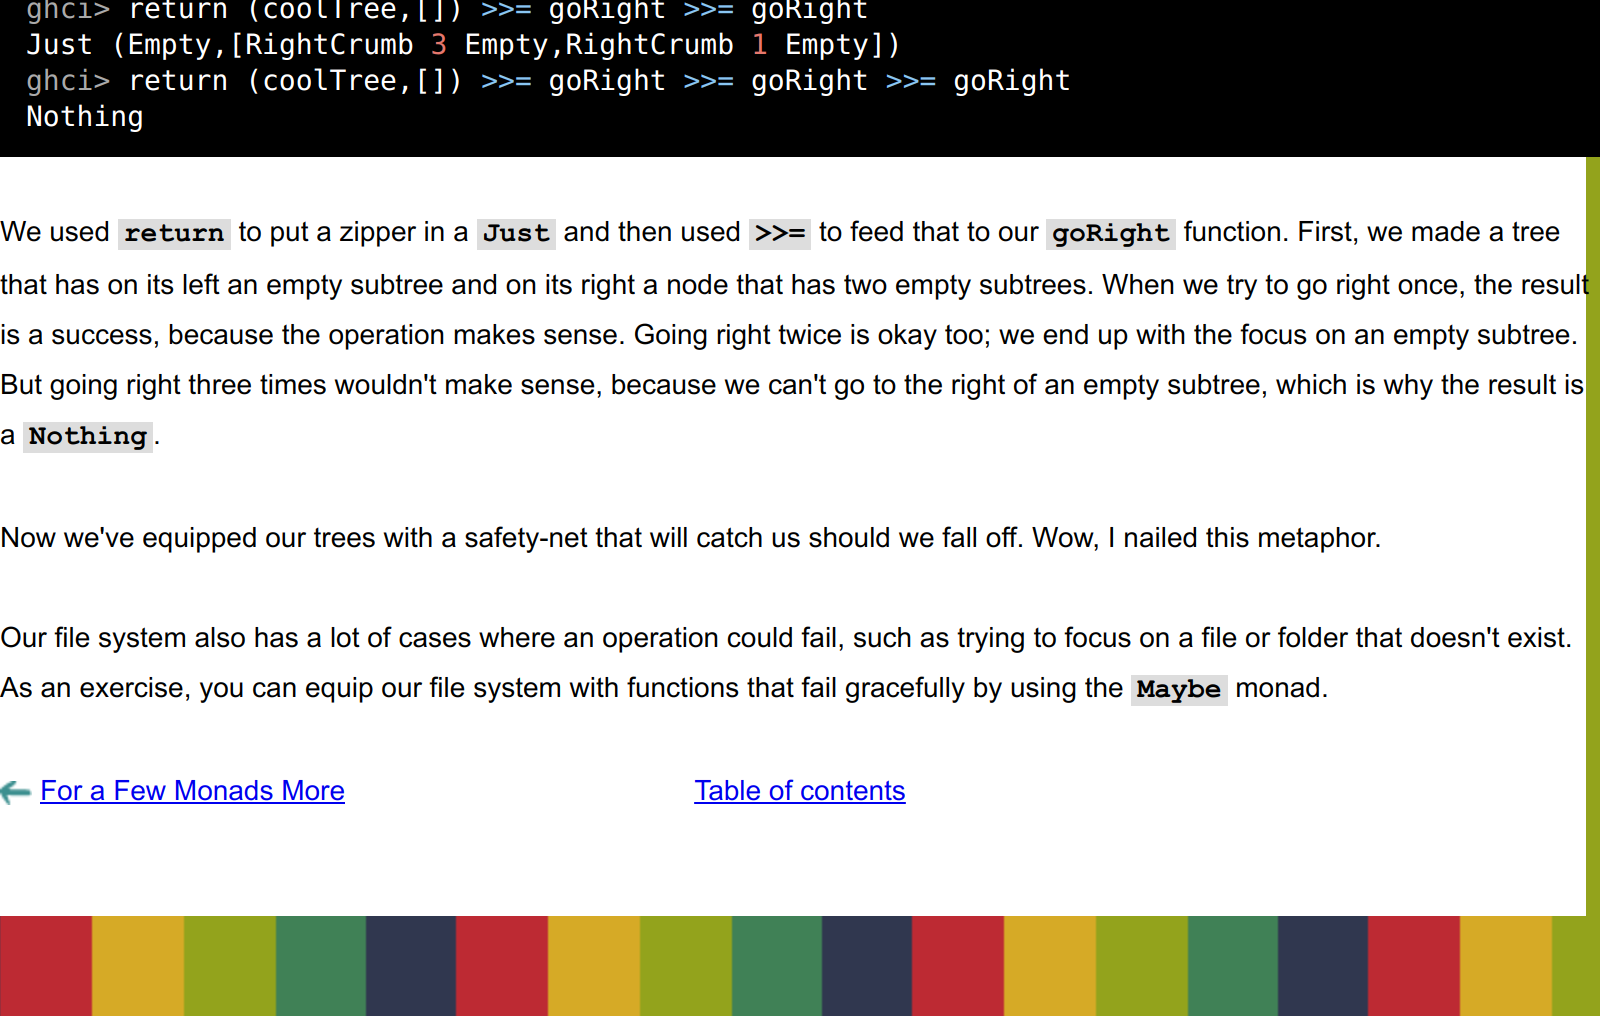 ghci> return (coolTree,[]) >>= goRight >>= goRight
Just (Empty,[RightCrumb 3 Empty,RightCrumb 1 Empty])
ghci> return (coolTree,[]) >>= goRight >>= goRight >>= goRight
Nothing
We used return to put a zipper in a Just and then used >>= to feed that to our goRight function. First, we made a tree
that has on its left an empty subtree and on its right a node that has two empty subtrees. When we try to go right once, the result
is a success, because the operation makes sense. Going right twice is okay too; we end up with the focus on an empty subtree.
But going right three times wouldn't make sense, because we can't go to the right of an empty subtree, which is why the result is
a Nothing.
Now we've equipped our trees with a safety-net that will catch us should we fall off. Wow, I nailed this metaphor.
Our file system also has a lot of cases where an operation could fail, such as trying to focus on a file or folder that doesn't exist.
As an exercise, you can equip our file system with functions that fail gracefully by using the Maybe monad.
For a Few Monads More
Table of contents